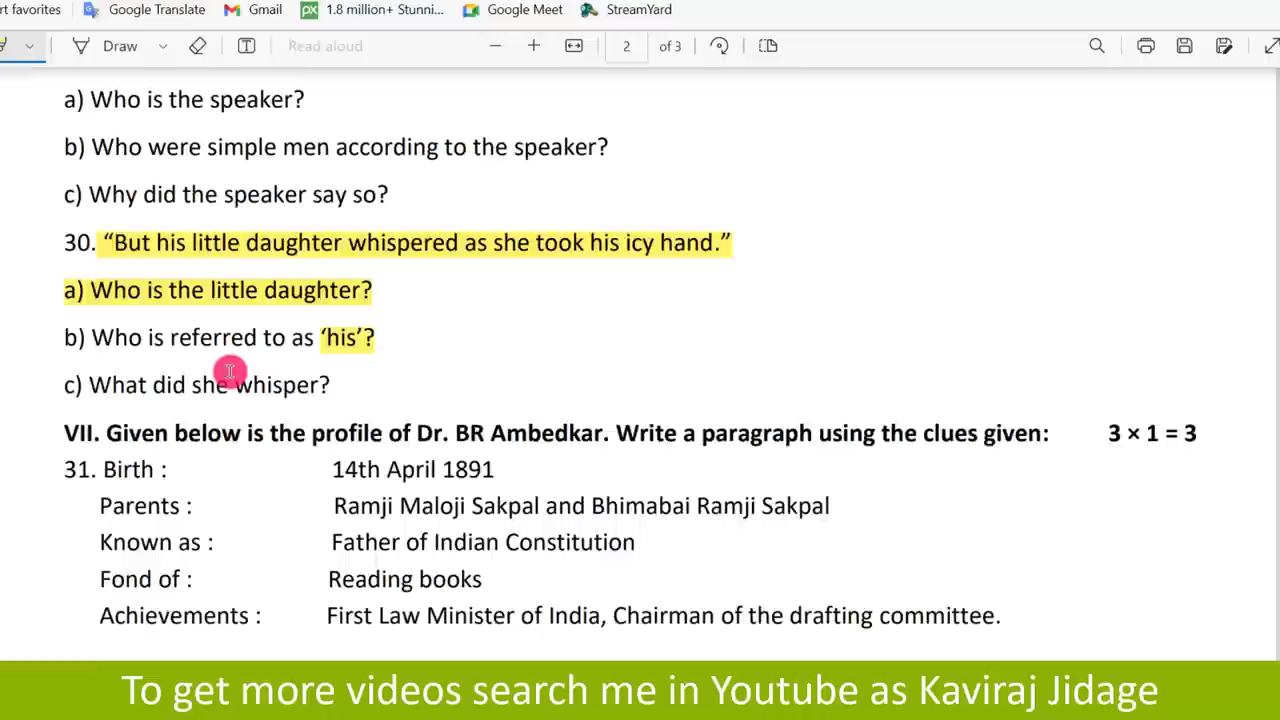 rt favorites Google Translate Gmail PX 1.8 million+ Stunni... Google Meet StreamYard
Draw T Read aloud 2 of 3
a) Who is the speaker?
b) Who were simple men according to the speaker?
c) Why did the speaker say so?
30. “But his little daughter whispered as she took his icy hand.”
a) Who is the little daughter?
b) Who is referred to as ‘his’?
c) What did she whisper?
VII. Given below is the profile of Dr. BR Ambedkar. Write a paragraph using the clues given: 3 × 1 = 3
31. Birth : 14th April 1891
Parents : Ramji Maloji Sakpal and Bhimabai Ramji Sakpal
Known as : Father of Indian Constitution
Fond of : Reading books
Achievements : First Law Minister of India, Chairman of the drafting committee.
To get more videos search me in Youtube as Kaviraj Jidage